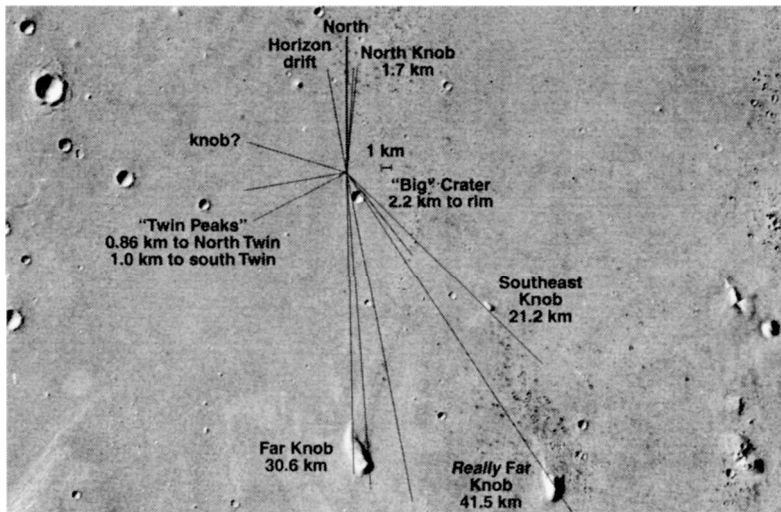 North
Horizon
drift
North Knob
1.7 km
knob?
1 km
"Big" Crater
2.2 km to rim
"Twin Peaks"
0.86 km to North Twin
1.0 km to south Twin
Southeast
Knob
21.2 km
Far Knob
30.6 km
Really Far
Knob
41.5 km